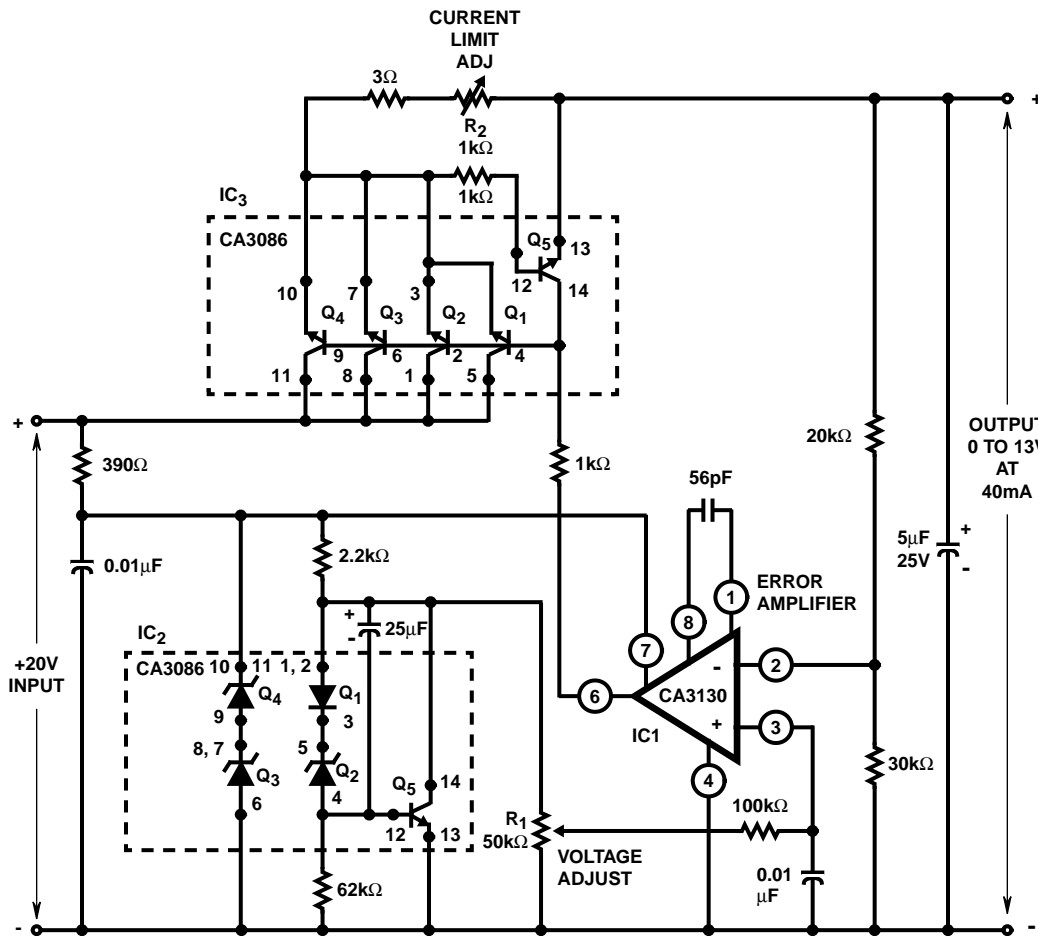 CURRENT
LIMIT
ADJ
3Ω
R2
1kΩ
1kΩ
+
IC3
CA3086
Q5
13
12
14
10
7
3
Q4
Q3
Q2
Q1
9
6
2
4
11
8
1
5
+
390Ω
1kΩ
20kΩ
OUTPUT
0 TO 13V
AT
40mA
56pF
0.01µF
2.2kΩ
5µF
25V
+
-
1
ERROR
AMPLIFIER
8
+
-
25µF
7
IC2
CA3086
+20V
INPUT
10
11
1, 2
Q4
Q1
9
3
8, 7
5
Q3
Q2
6
4
Q5
14
12
13
6
-
2
CA3130
+
3
IC1
4
30kΩ
R1
50kΩ
100kΩ
VOLTAGE
ADJUST
62kΩ
0.01
µF
-
-